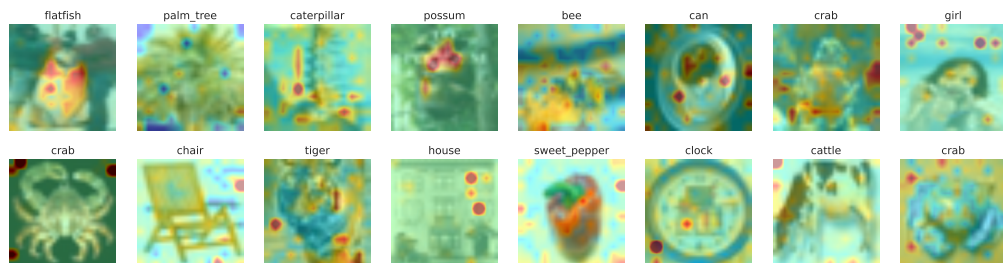 flatfish palm_tree caterpillar possum bee can crab girl
crab chair tiger house sweet_pepper clock cattle crab